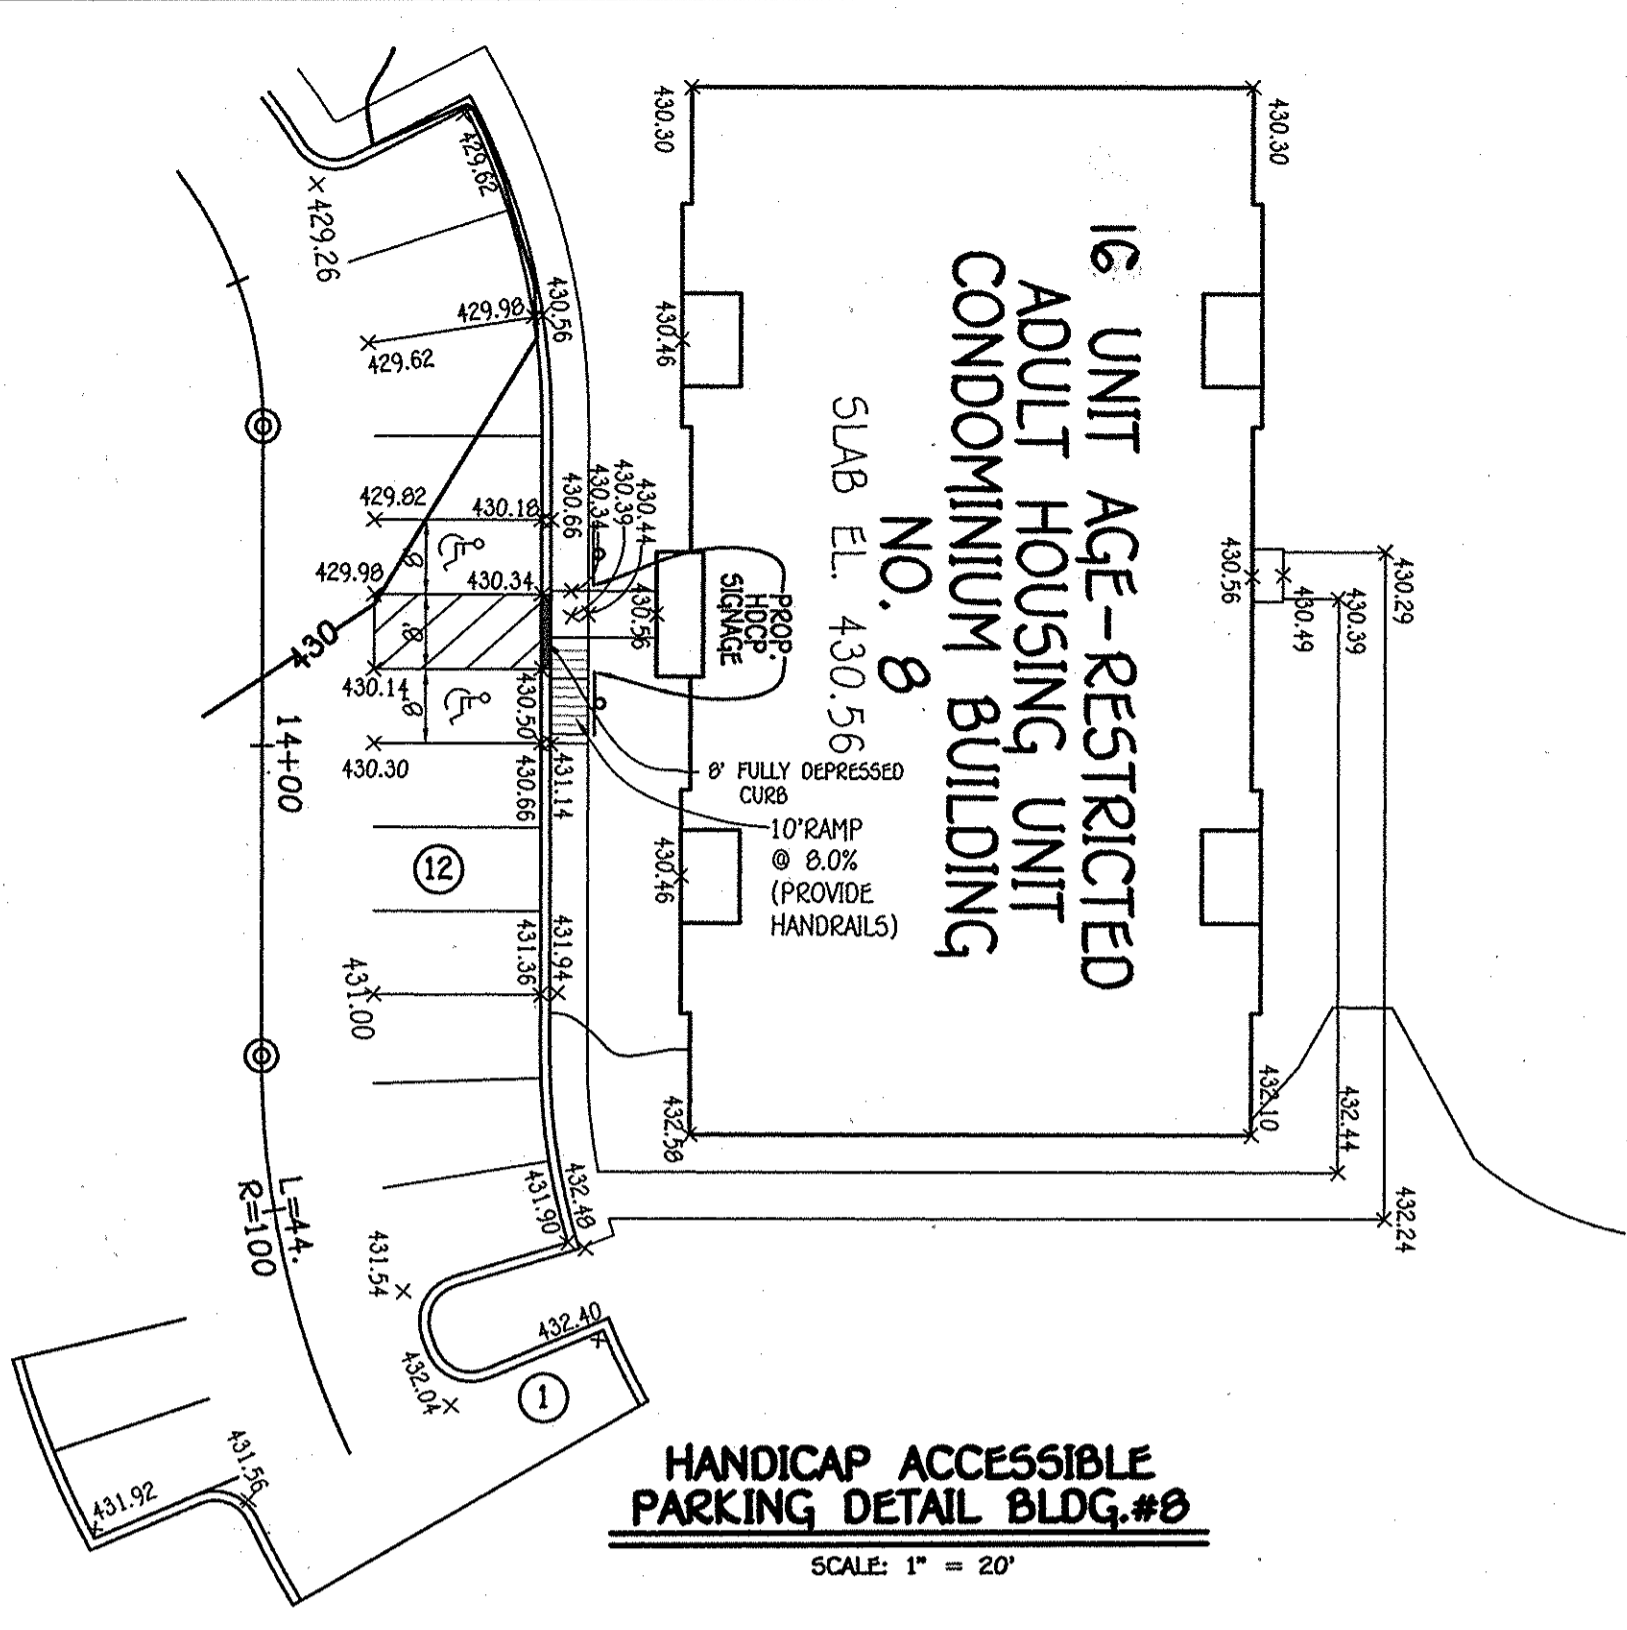 430.30
430.30
429.62
×429.26
16 UNIT AGE-RESTRICTED
ADULT HOUSING UNIT
CONDOMINIUM BUILDING
NO. 8
SLAB EL. 430.56
429.98
430.56
429.62
430.46
429.82
430.18
430.66
430.34
430.39
430.44
8'
429.98
430.34
430.56
8'
430.14
8'
430.50
430.30
430.66
431.14
+30
14+00
PROP.
HDCP
SIGNAGE
8' FULLY DEPRESSED
CURB
10'RAMP
@ 8.0%
(PROVIDE
HANDRAILS)
430.56
430.49
430.39
430.29
12
430.46
431.36
431.94
431.00
432.58
432.10
432.44
432.24
L=44.
R=100
431.90
432.48
431.54
432.40
432.04
1
431.56
431.92
HANDICAP ACCESSIBLE
PARKING DETAIL BLDG.#8
SCALE: 1" = 20'